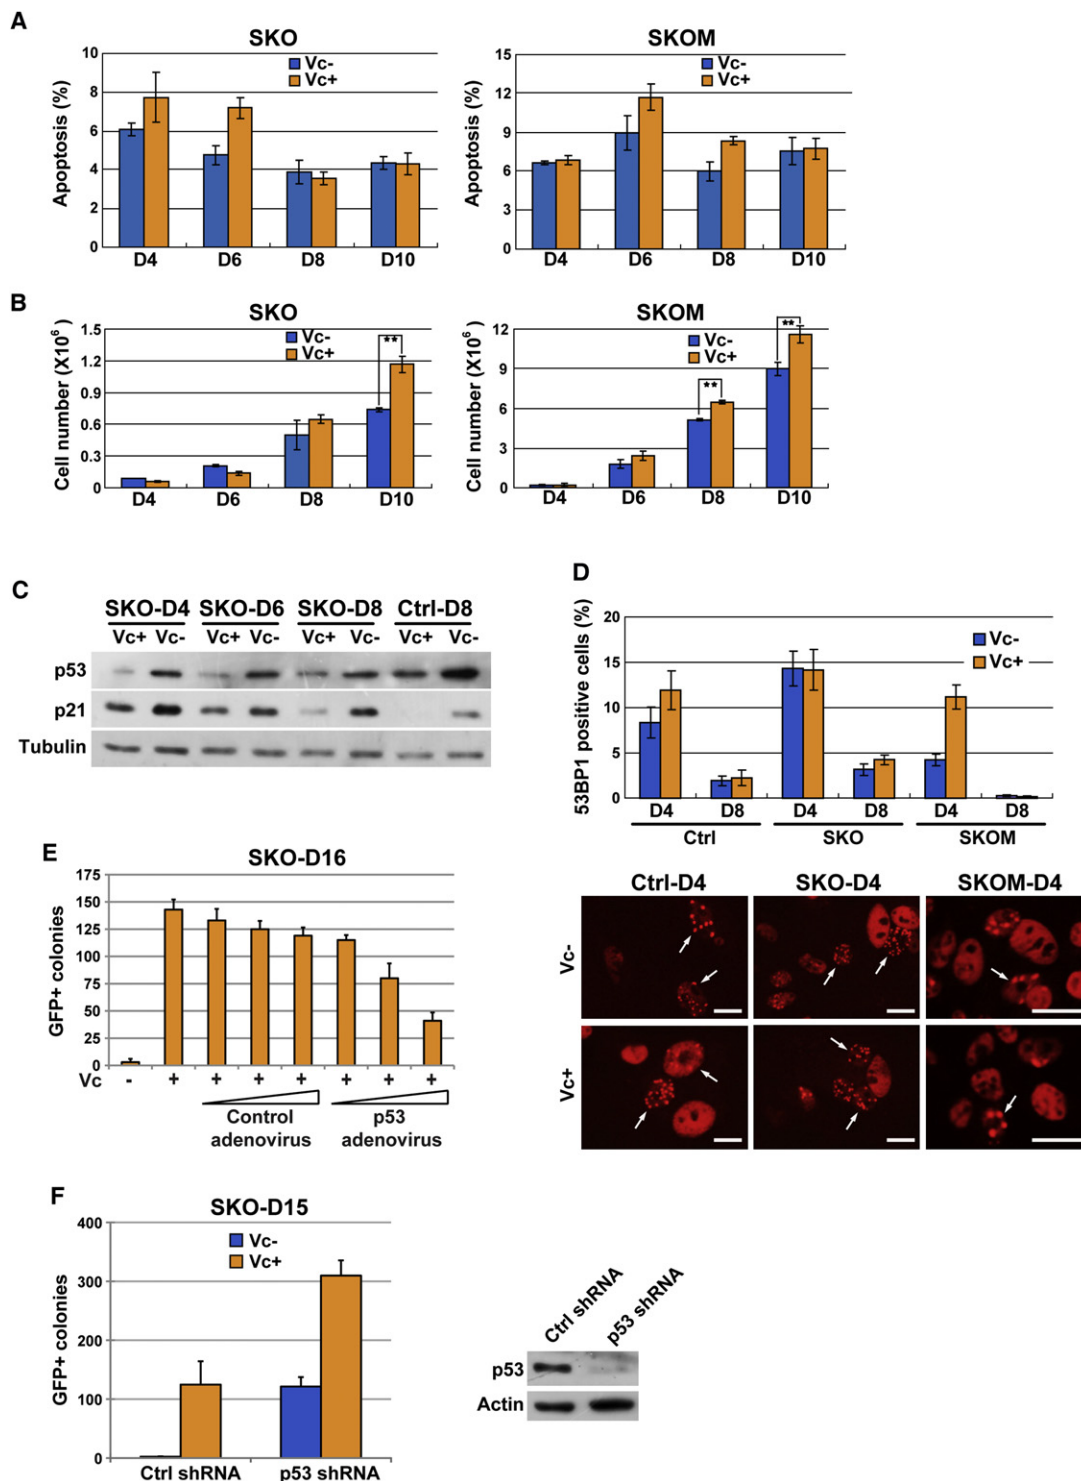 A
SKO
Apoptosis (%)
10
8
6
4
2
0
Vc-
Vc+
D4 D6 D8 D10
SKOM
Apoptosis (%)
15
12
9
6
3
0
Vc-
Vc+
D4 D6 D8 D10
B
SKO
Cell number (X10⁶)
1.5
1.2
0.9
0.6
0.3
0
Vc-
Vc+
**
D4 D6 D8 D10
SKOM
Cell number (X10⁶)
12
9
6
3
0
Vc-
Vc+
**
**
D4 D6 D8 D10
C
SKO-D4 SKO-D6 SKO-D8 Ctrl-D8
Vc+ Vc- Vc+ Vc- Vc+ Vc- Vc+ Vc-
p53
p21
Tubulin
D
53BP1 positive cells (%)
20
15
10
5
0
Vc-
Vc+
D4 D8 D4 D8 D4 D8
Ctrl SKO SKOM
Ctrl-D4 SKO-D4 SKOM-D4
Vc-
Vc+
E
SKO-D16
GFP+ colonies
175
150
125
100
75
50
25
0
Vc - + + + + + + +
Control adenovirus
p53 adenovirus
F
SKO-D15
GFP+ colonies
400
300
200
100
0
Vc-
Vc+
Ctrl shRNA p53 shRNA
Ctrl shRNA
p53 shRNA
p53
Actin